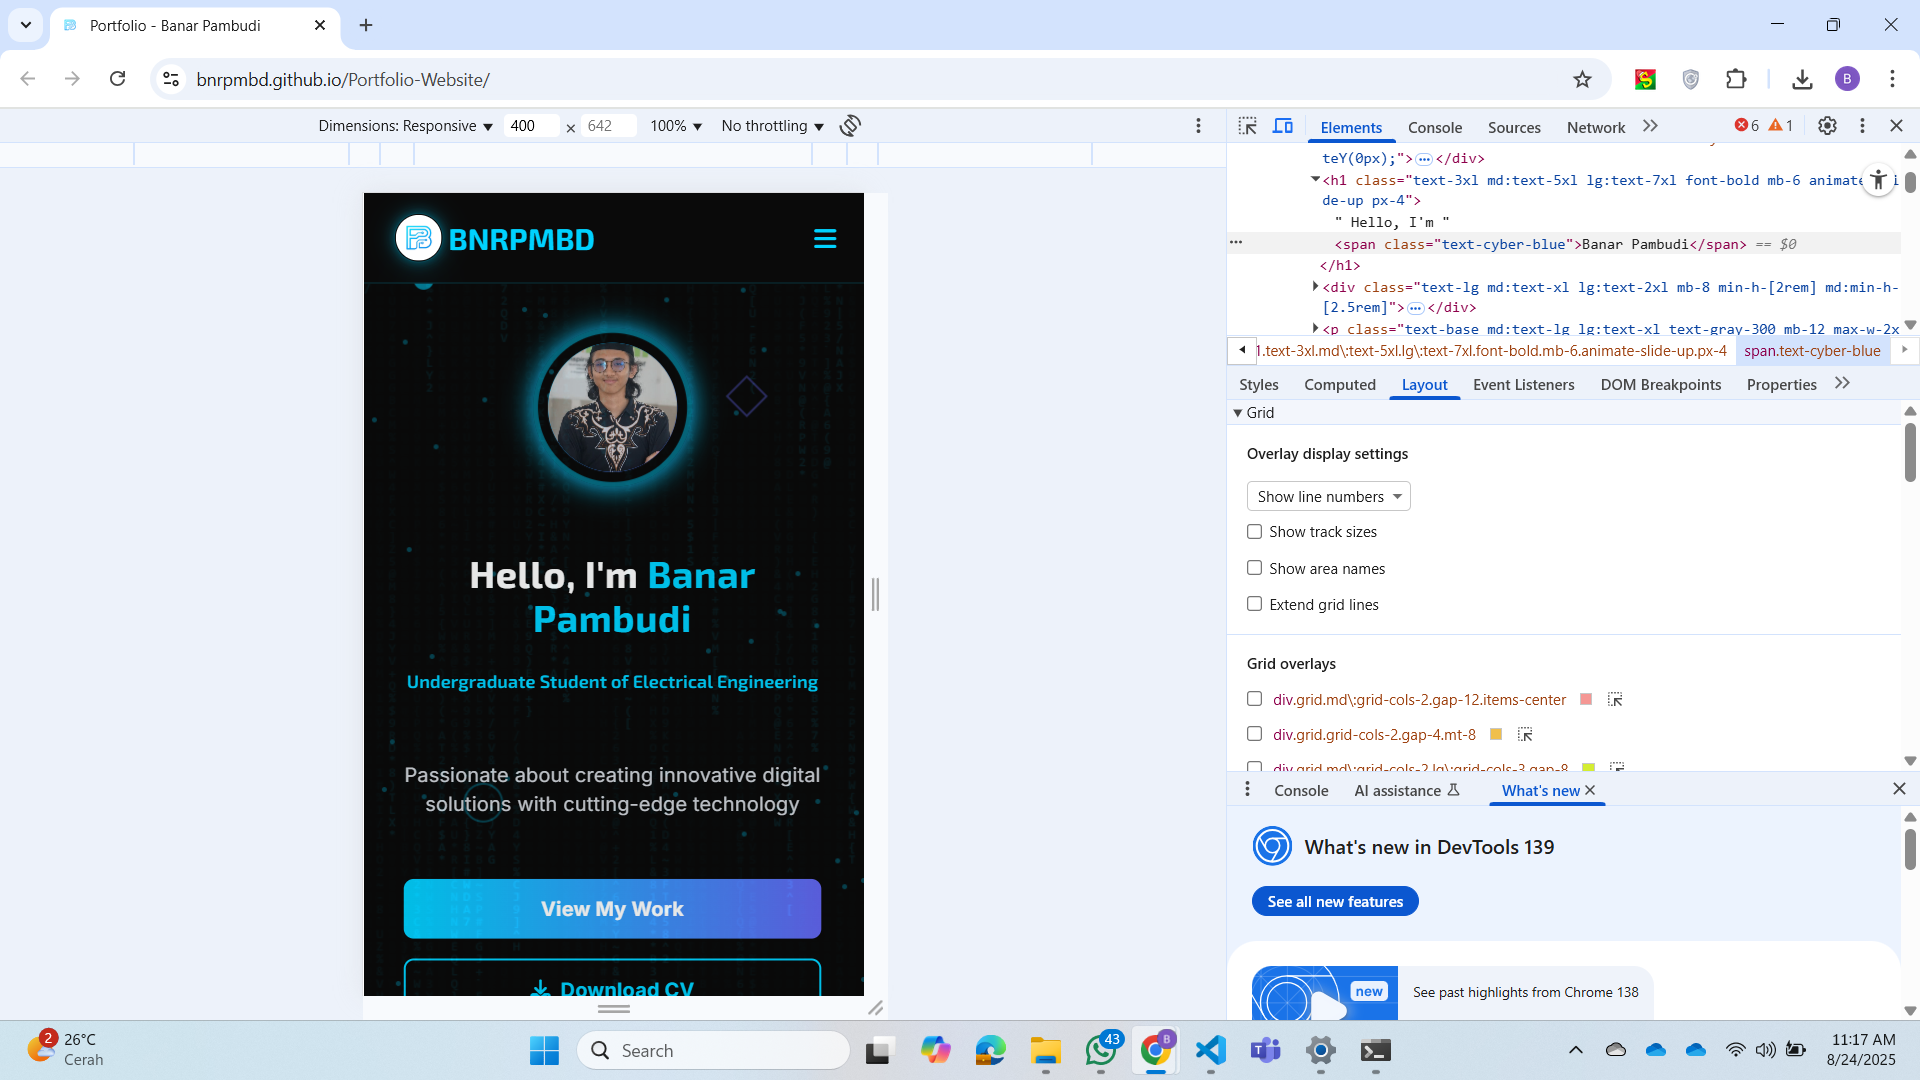 Portfolio - Banar Pambudi
bnrpmbd.github.io/Portfolio-Website/
B
Dimensions: Responsive 400 × 642 100% No throttling
Elements Console Sources Network 6 1
BNRPMBD
Hello, I'm Banar
Pambudi
Undergraduate Student of Electrical Engineering
Passionate about creating innovative digital
solutions with cutting-edge technology
View My Work
Download CV
teY(0px);"> … </div>
<h1 class="text-3xl md:text-5xl lg:text-7xl font-bold mb-6 animate
de-up px-4">
" Hello, I'm "
<span class="text-cyber-blue">Banar Pambudi</span> == $0
</h1>
<div class="text-lg md:text-xl lg:text-2xl mb-8 min-h-[2rem] md:min-h-
[2.5rem]"> … </div>
<p class="text-base md:text-lg lg:text-xl text-gray-300 mb-12 max-w-2x
1.text-3xl.md\:text-5xl.lg\:text-7xl.font-bold.mb-6.animate-slide-up.px-4 span.text-cyber-blue
Styles Computed Layout Event Listeners DOM Breakpoints Properties
Grid
Overlay display settings
Show line numbers
Show track sizes
Show area names
Extend grid lines
Grid overlays
div.grid.md\:grid-cols-2.gap-12.items-center
div.grid.grid-cols-2.gap-4.mt-8
div.grid.md\:grid-cols-2.lg\:grid-cols-3.gap-8
Console AI assistance What's new
What's new in DevTools 139
See all new features
new
See past highlights from Chrome 138
2
26°C
Cerah
Search
43
B
11:17 AM
8/24/2025